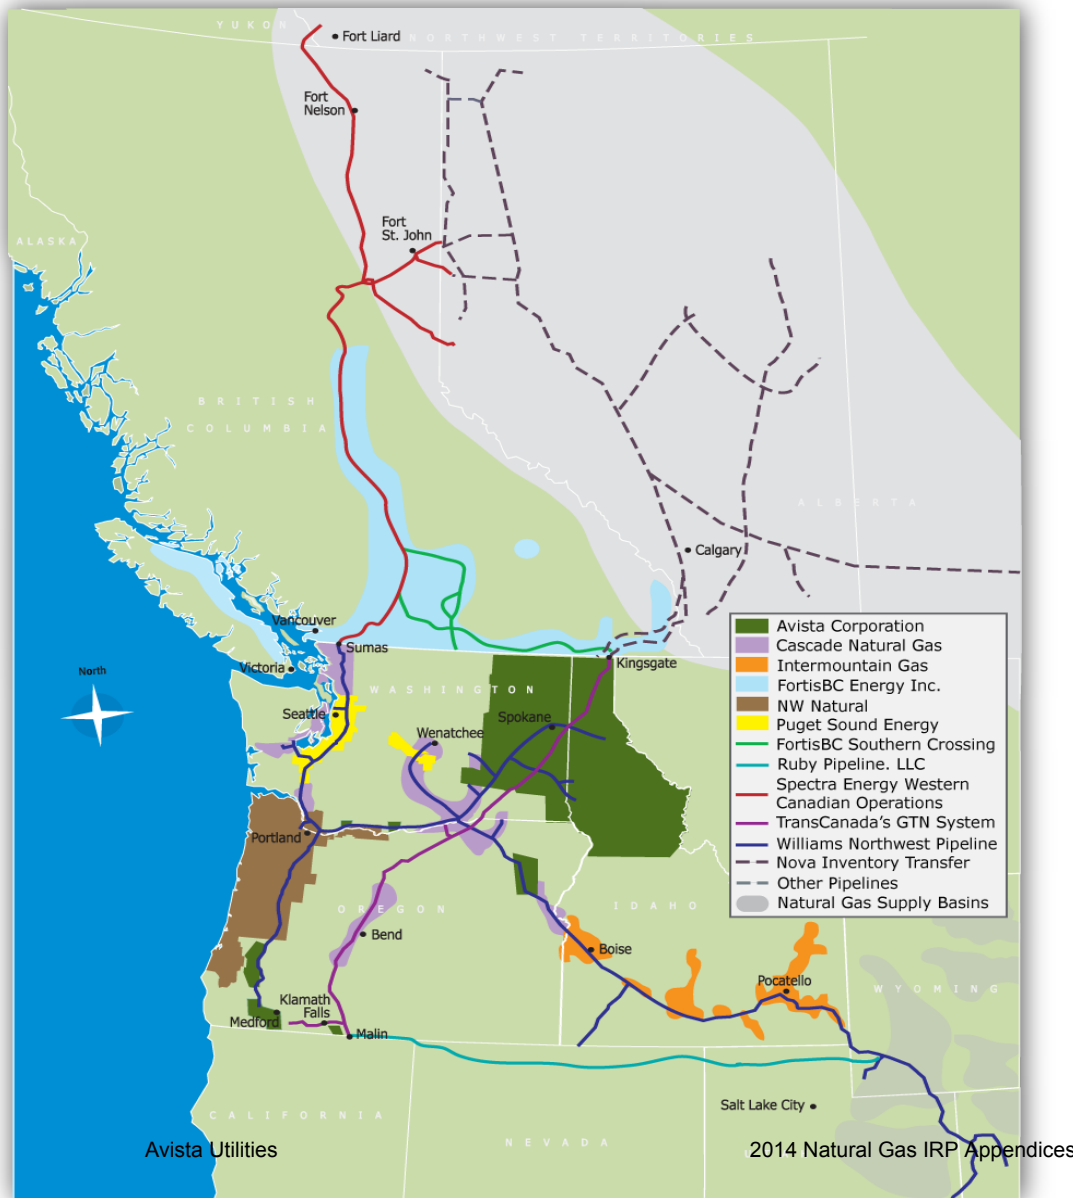 YUKON
Fort Liard
NORTHWEST TERRITORIES
Fort
Nelson
Fort
St. John
ALASKA
BRITISH
COLUMBIA
ALBERTA
Calgary
Vancouver
Sumas
Victoria
Kingsgate
North
WASHINGTON
Seattle
Spokane
Wenatchee
Avista Corporation
Cascade Natural Gas
Intermountain Gas
FortisBC Energy Inc.
NW Natural
Puget Sound Energy
FortisBC Southern Crossing
Ruby Pipeline. LLC
Spectra Energy Western
Canadian Operations
TransCanada's GTN System
Williams Northwest Pipeline
Nova Inventory Transfer
Other Pipelines
Natural Gas Supply Basins
Portland
OREGON
IDAHO
Bend
Boise
Pocatello
WYOMING
Klamath
Falls
Medford
Malin
Salt Lake City
CALIFORNIA
NEVADA
Avista Utilities
2014 Natural Gas IRP Appendices